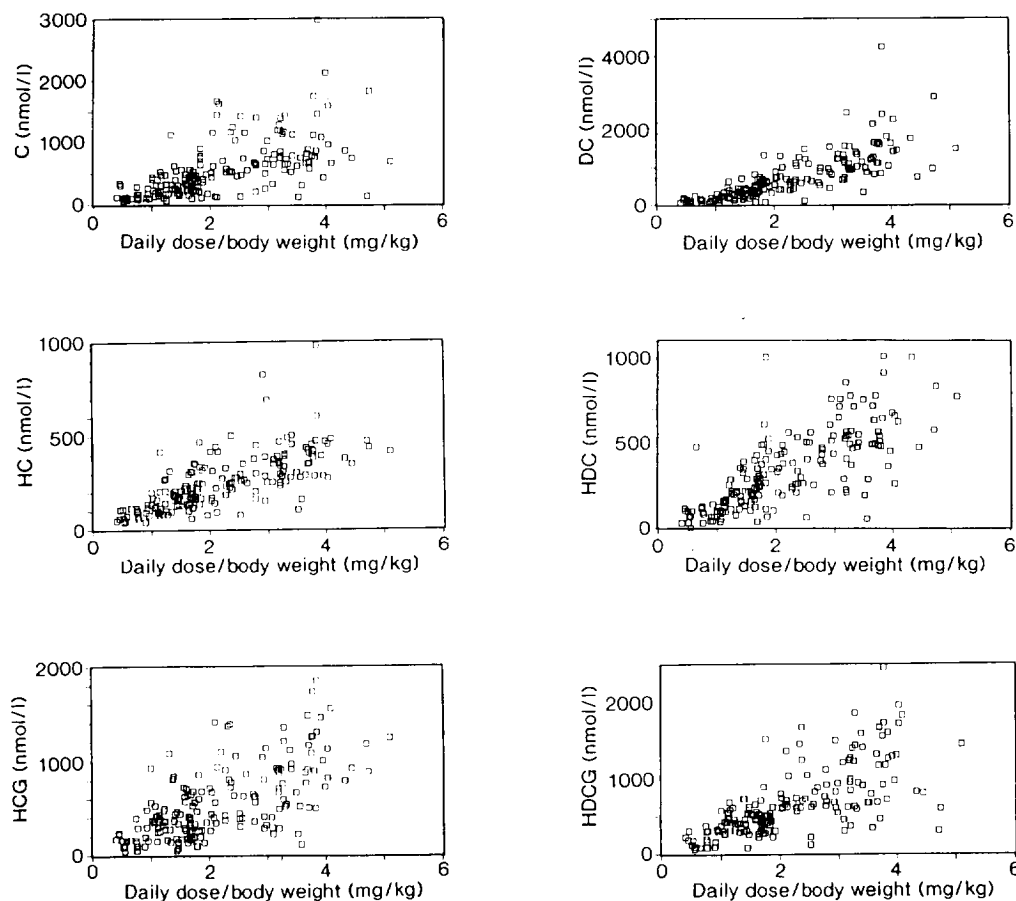 3000
2000
1000
0
C (nmol/l)
0 2 4 6
Daily dose/body weight (mg/kg)
4000
2000
0
DC (nmol/l)
0 2 4 6
Daily dose/body weight (mg/kg)
1000
500
0
HC (nmol/l)
0 2 4 6
Daily dose/body weight (mg/kg)
1000
500
0
HDC (nmol/l)
0 2 4 6
Daily dose/body weight (mg/kg)
2000
1000
0
HCG (nmol/l)
0 2 4 6
Daily dose/body weight (mg/kg)
2000
1000
0
HDCG (nmol/l)
0 2 4 6
Daily dose/body weight (mg/kg)